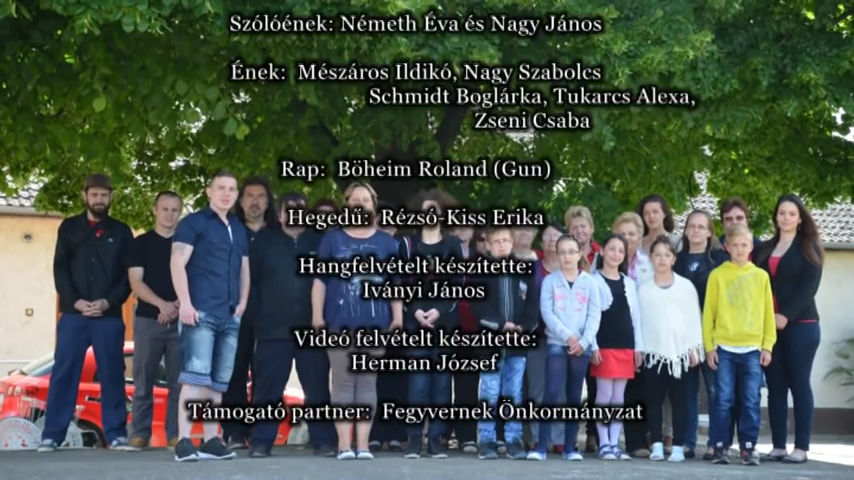 Szólóének: Németh Éva és Nagy János
Ének: Mészáros Ildikó, Nagy Szabolcs
Schmidt Boglárka, Tukarcs Alexa,
Zseni Csaba
Rap: Böheim Roland (Gun)
Hegedű: Rézsó-Kiss Erika
Hangfelvételt készítette:
Iványi János
Videó felvételt készítette:
Herman József
Támogató partner: Fegyvernek Önkormányzat